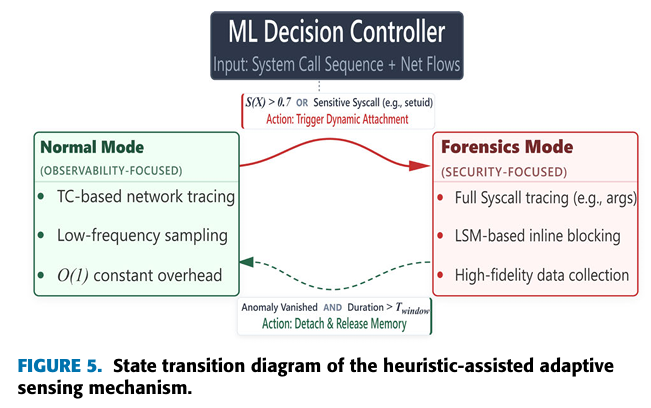 ML Decision Controller
Input: System Call Sequence + Net Flows
S(X) > 0.7 OR Sensitive Syscall (e.g., setuid)
Action: Trigger Dynamic Attachment
Normal Mode
(OBSERVABILITY-FOCUSED)
• TC-based network tracing
• Low-frequency sampling
• O(1) constant overhead
Forensics Mode
(SECURITY-FOCUSED)
• Full Syscall tracing (e.g., args)
• LSM-based inline blocking
• High-fidelity data collection
Anomaly Vanished AND Duration > Twindow
Action: Detach & Release Memory
FIGURE 5. State transition diagram of the heuristic-assisted adaptive
sensing mechanism.